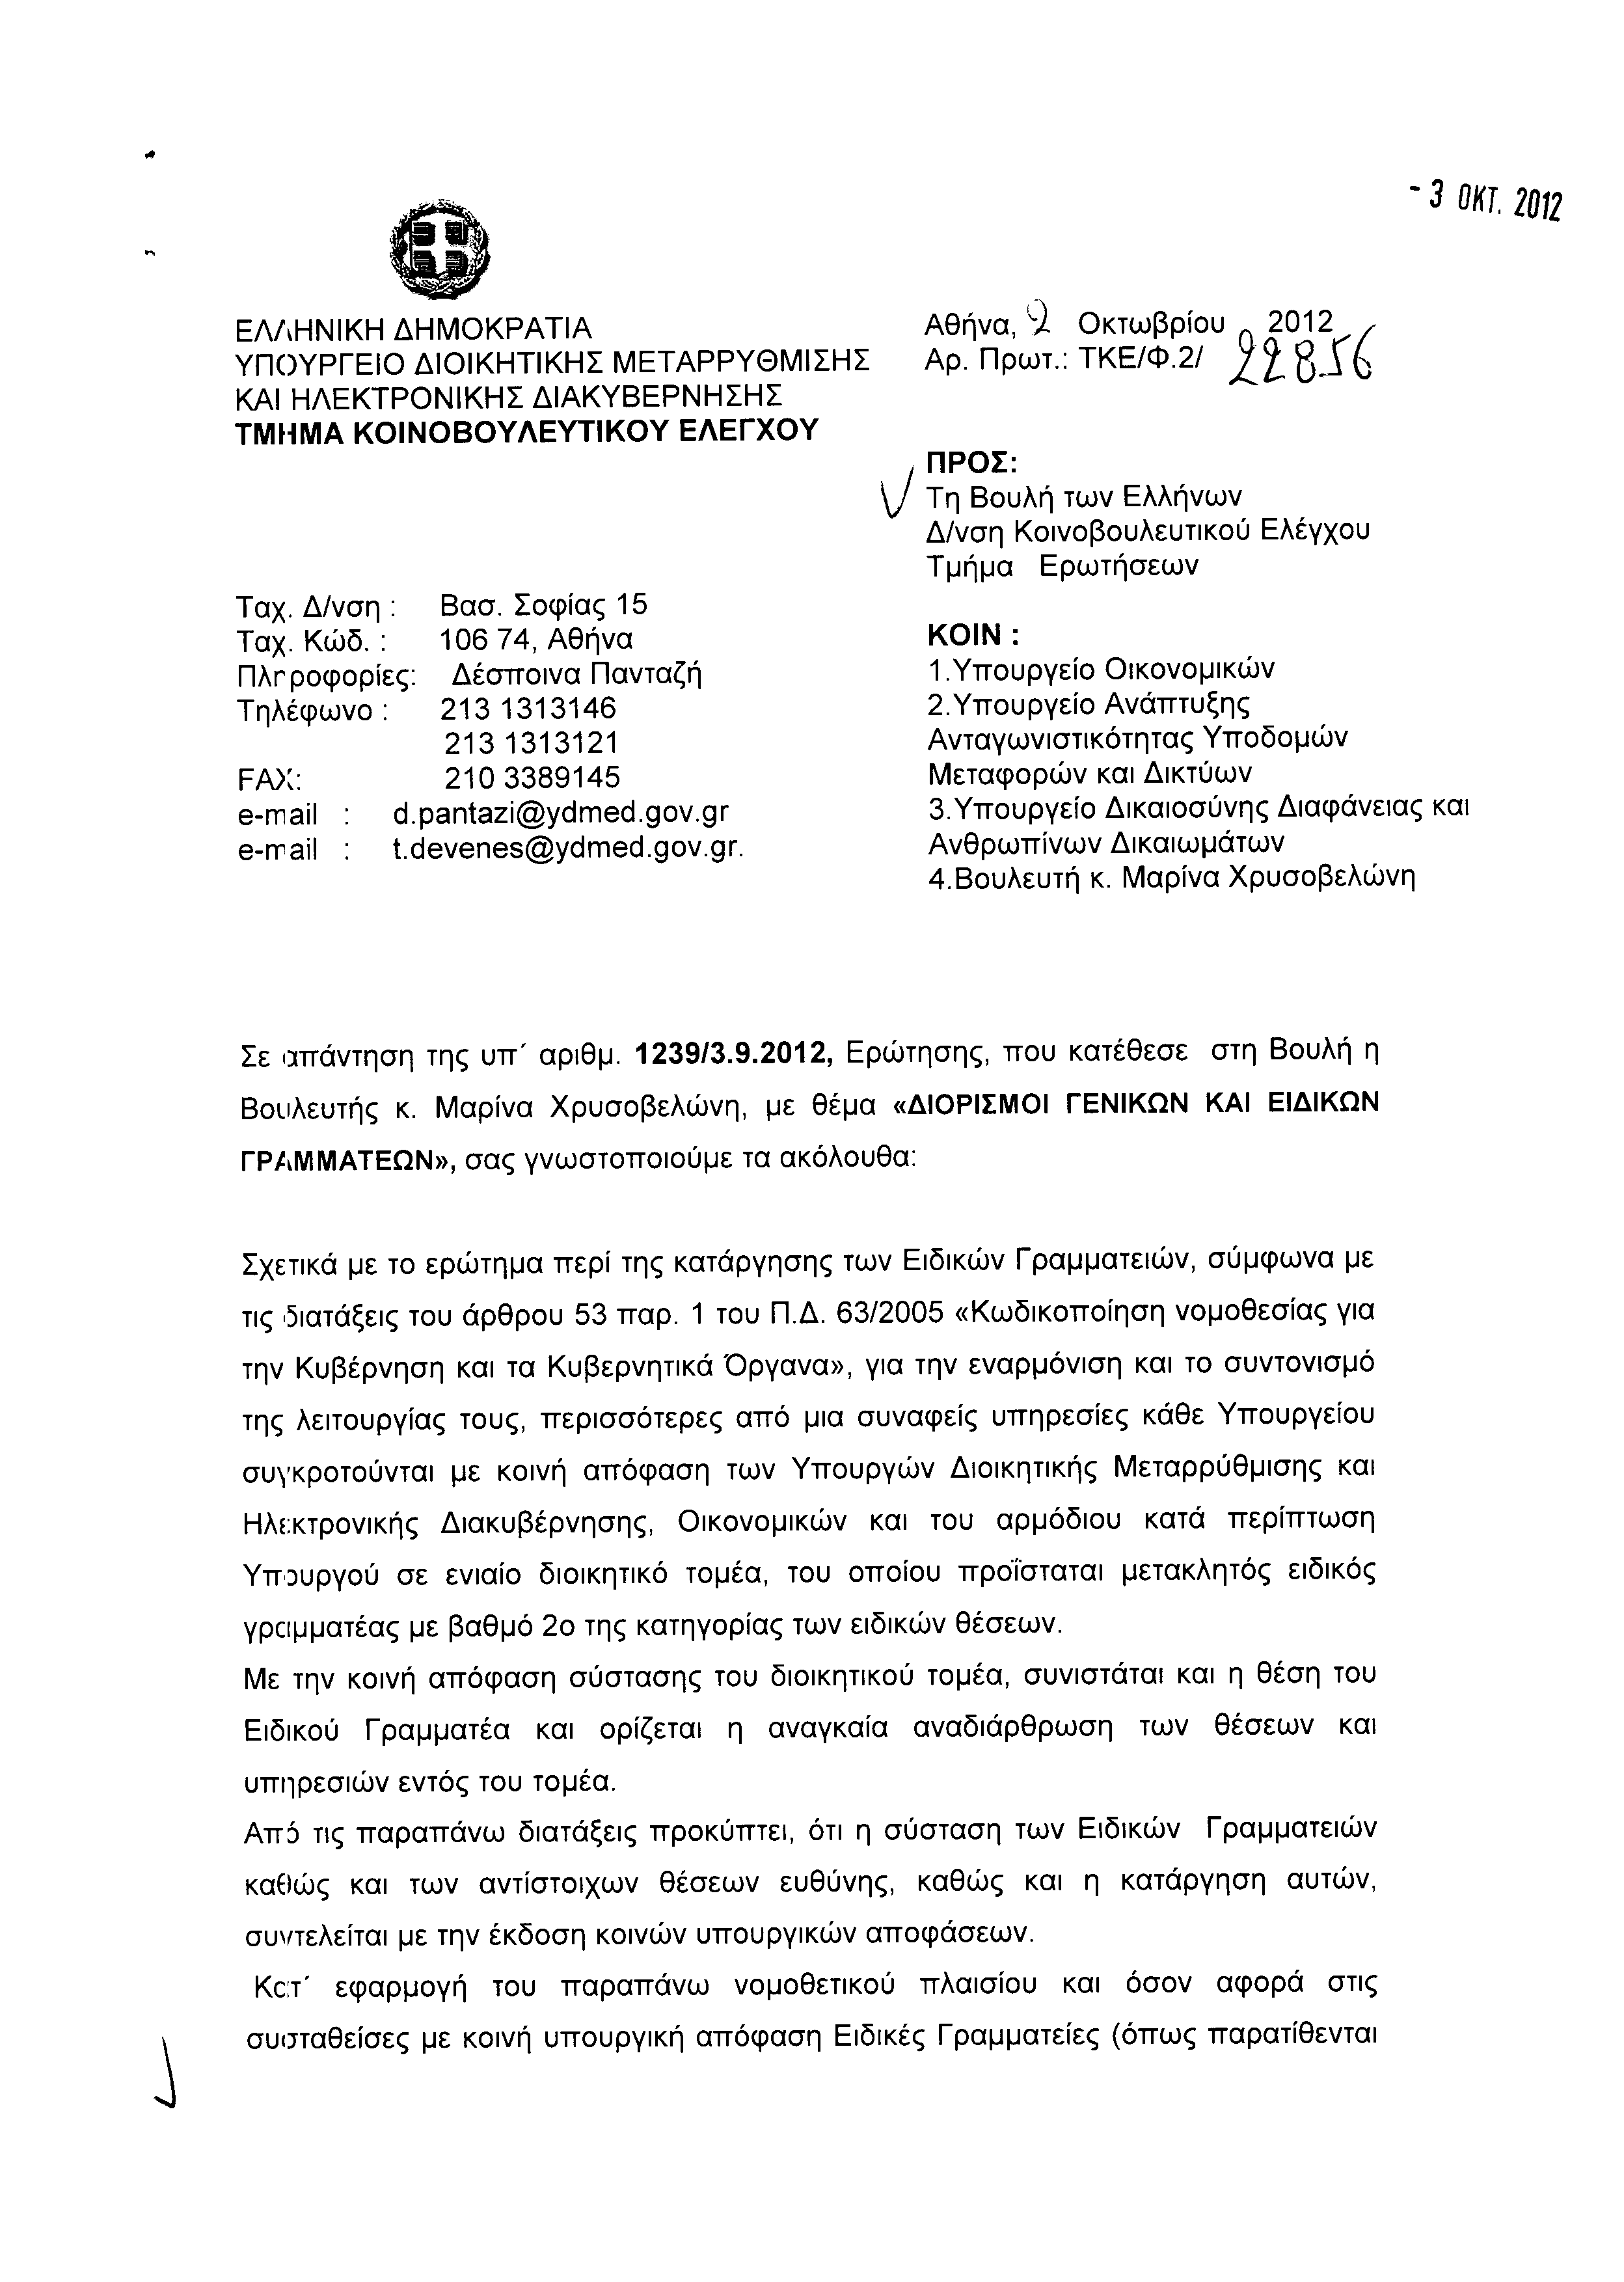 - 3 ΟΚΤ. 2012
ΕΛΛΗΝΙΚΗ ΔΗΜΟΚΡΑΤΙΑ
ΥΠΟΥΡΓΕΙΟ ΔΙΟΙΚΗΤΙΚΗΣ ΜΕΤΑΡΡΥΘΜΙΣΗΣ
ΚΑΙ ΗΛΕΚΤΡΟΝΙΚΗΣ ΔΙΑΚΥΒΕΡΝΗΣΗΣ
ΤΜΗΜΑ ΚΟΙΝΟΒΟΥΛΕΥΤΙΚΟΥ ΕΛΕΓΧΟΥ
Ταχ. Δ/νση : Βασ. Σοφίας 15
Ταχ. Κώδ. : 106 74, Αθήνα
Πληροφορίες: Δέσποινα Πανταζή
Τηλέφωνο : 213 1313146
213 1313121
FAX: 210 3389145
e-mail : d.pantazi@ydmed.gov.gr
e-mail : t.devenes@ydmed.gov.gr.
Αθήνα, 2 Οκτωβρίου 2012
Αρ. Πρωτ.: ΤΚΕ/Φ.2/ 22856
ΠΡΟΣ:
Τη Βουλή των Ελλήνων
Δ/νση Κοινοβουλευτικού Ελέγχου
Τμήμα Ερωτήσεων
ΚΟΙΝ :
1.Υπουργείο Οικονομικών
2.Υπουργείο Ανάπτυξης
Ανταγωνιστικότητας Υποδομών
Μεταφορών και Δικτύων
3.Υπουργείο Δικαιοσύνης Διαφάνειας και
Ανθρωπίνων Δικαιωμάτων
4.Βουλευτή κ. Μαρίνα Χρυσοβελώνη
Σε απάντηση της υπ΄ αριθμ. 1239/3.9.2012, Ερώτησης, που κατέθεσε στη Βουλή η
Βουλευτής κ. Μαρίνα Χρυσοβελώνη, με θέμα «ΔΙΟΡΙΣΜΟΙ ΓΕΝΙΚΩΝ ΚΑΙ ΕΙΔΙΚΩΝ
ΓΡΑΜΜΑΤΕΩΝ», σας γνωστοποιούμε τα ακόλουθα:
Σχετικά με το ερώτημα περί της κατάργησης των Ειδικών Γραμματειών, σύμφωνα με
τις διατάξεις του άρθρου 53 παρ. 1 του Π.Δ. 63/2005 «Κωδικοποίηση νομοθεσίας για
την Κυβέρνηση και τα Κυβερνητικά Όργανα», για την εναρμόνιση και το συντονισμό
της λειτουργίας τους, περισσότερες από μια συναφείς υπηρεσίες κάθε Υπουργείου
συγκροτούνται με κοινή απόφαση των Υπουργών Διοικητικής Μεταρρύθμισης και
Ηλεκτρονικής Διακυβέρνησης, Οικονομικών και του αρμόδιου κατά περίπτωση
Υπουργού σε ενιαίο διοικητικό τομέα, του οποίου προΐσταται μετακλητός ειδικός
γραμματέας με βαθμό 2ο της κατηγορίας των ειδικών θέσεων.
Με την κοινή απόφαση σύστασης του διοικητικού τομέα, συνιστάται και η θέση του
Ειδικού Γραμματέα και ορίζεται η αναγκαία αναδιάρθρωση των θέσεων και
υπηρεσιών εντός του τομέα.
Από τις παραπάνω διατάξεις προκύπτει, ότι η σύσταση των Ειδικών Γραμματειών
καθώς και των αντίστοιχων θέσεων ευθύνης, καθώς και η κατάργηση αυτών,
συντελείται με την έκδοση κοινών υπουργικών αποφάσεων.
Κατ΄ εφαρμογή του παραπάνω νομοθετικού πλαισίου και όσον αφορά στις
συσταθείσες με κοινή υπουργική απόφαση Ειδικές Γραμματείες (όπως παρατίθενται